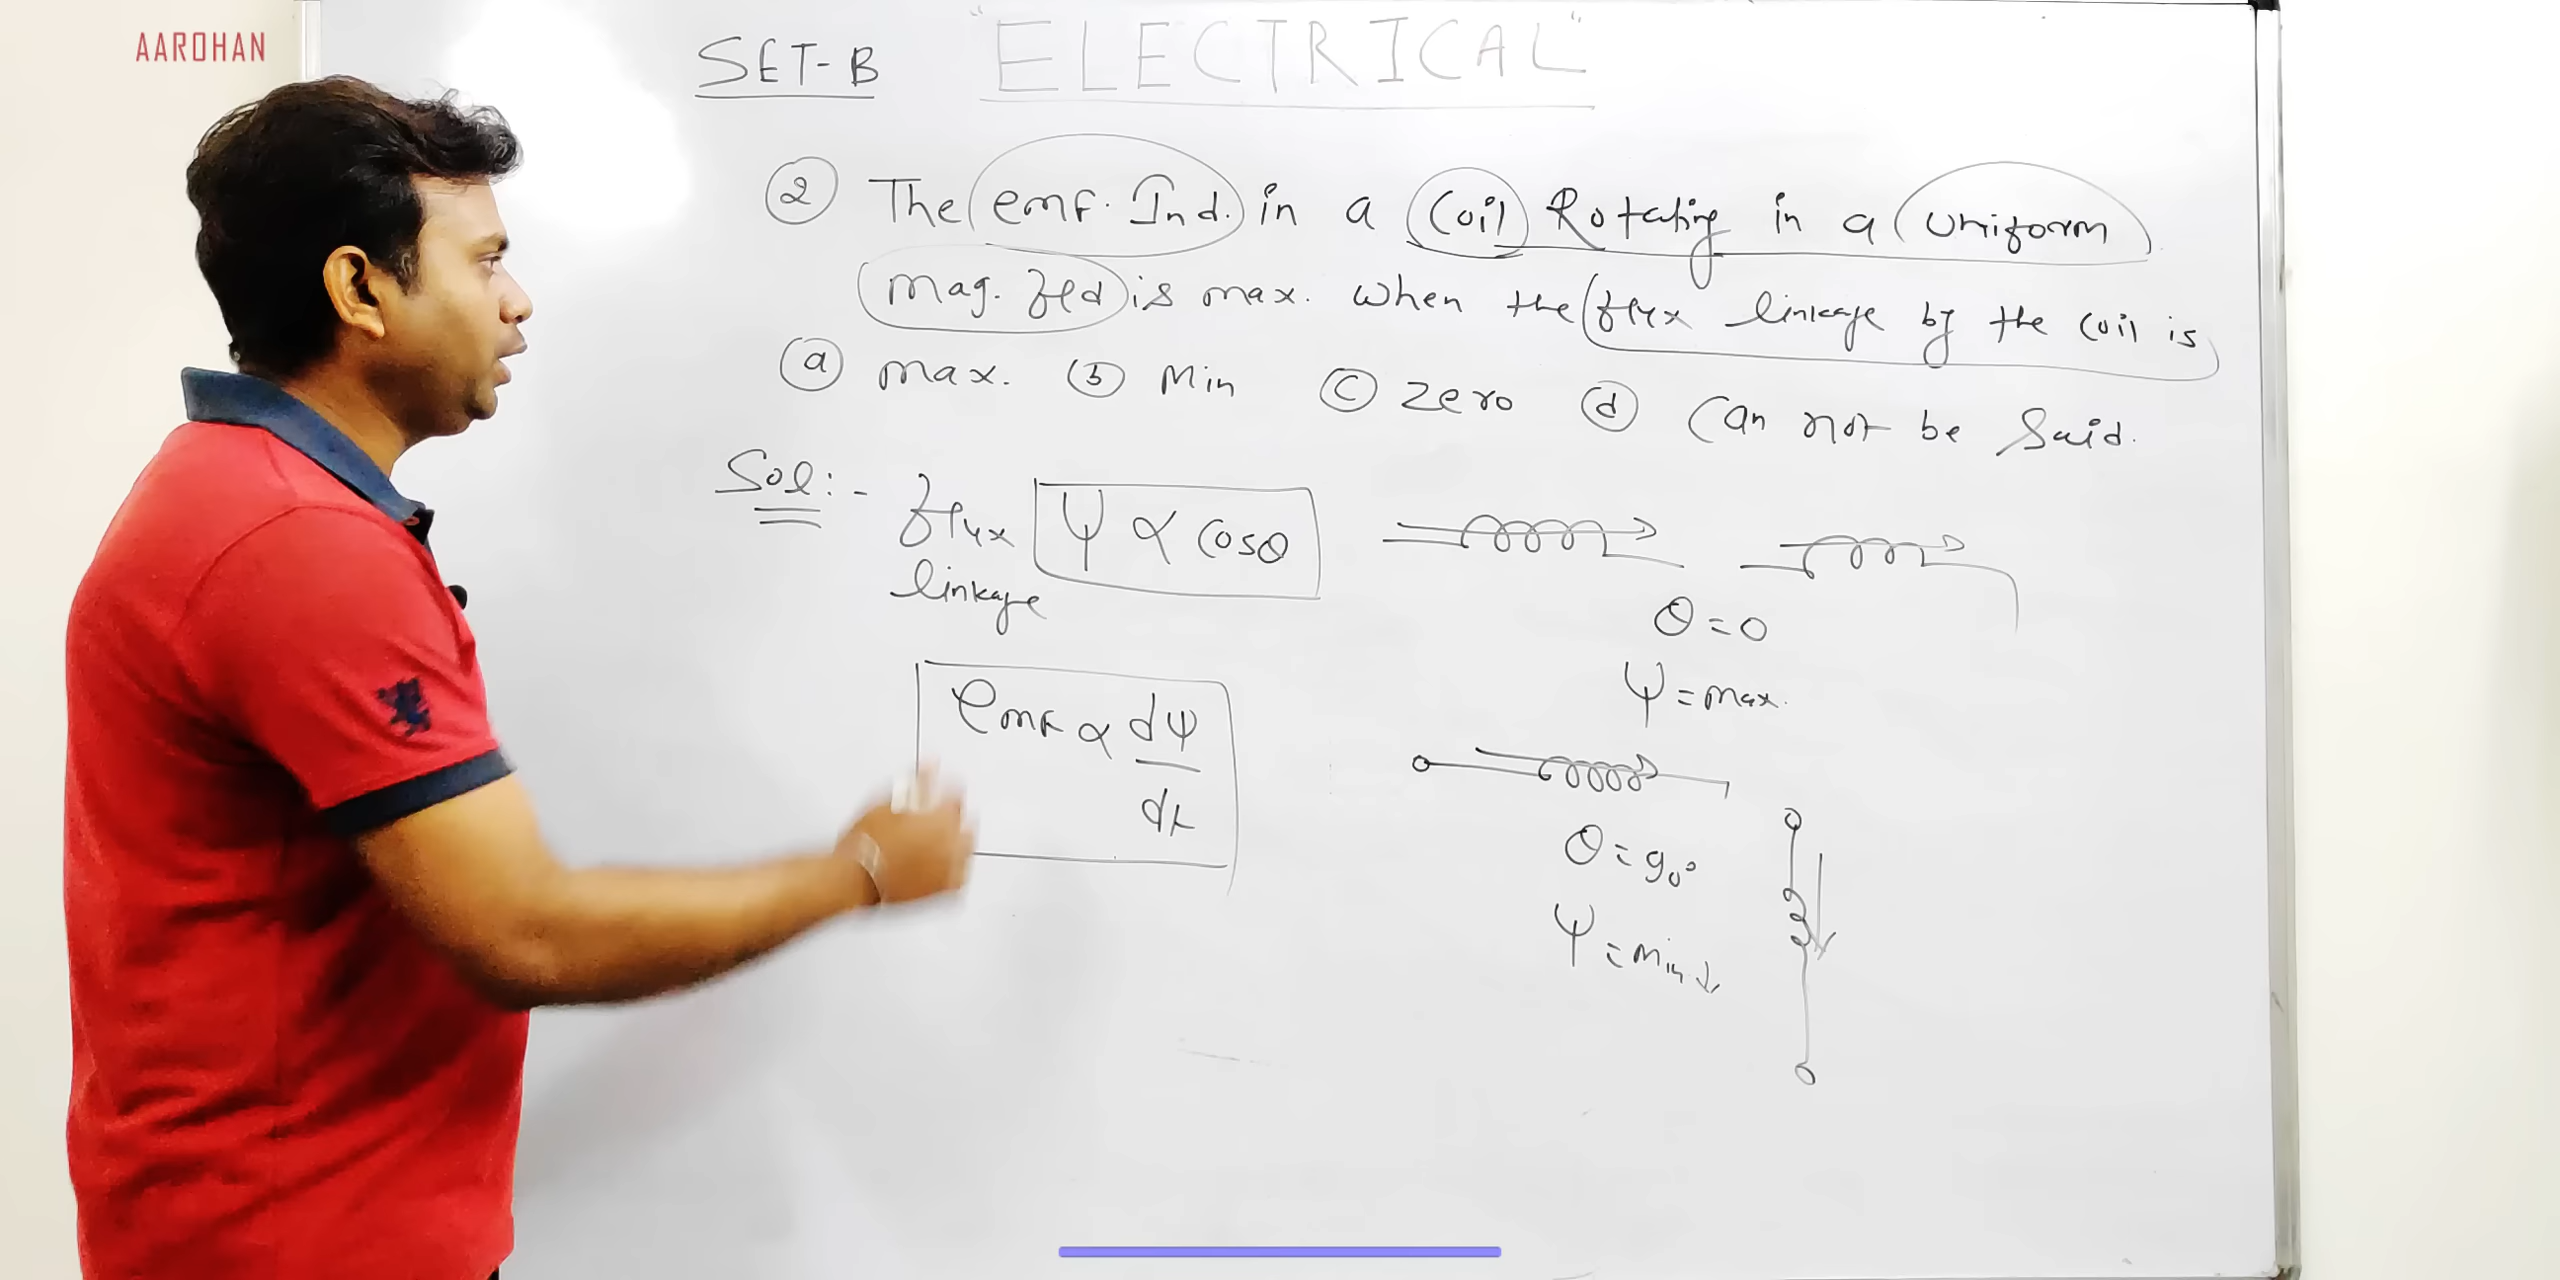 AAROHAN
SET-B "ELECTRICAL"
② The emf. Ind. in a coil Rotating in a uniform
mag. fld is max. when the flux linkage by the coil is
ⓐ max. ⓑ Min ⓒ zero ⓓ Can not be Said.
Sol:- flux linkage Ψ ∝ cosθ
θ = 0
Ψ = max.
emf ∝ dΨ/dt
θ = 90°
Ψ = min ↓